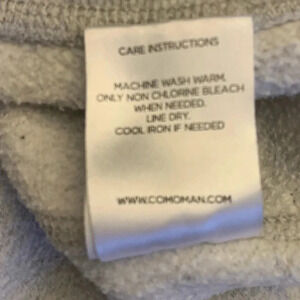 CARE INSTRUCTIONS
MACHINE WASH WARM.
ONLY NON CHLORINE BLEACH
WHEN NEEDED.
LINE DRY.
COOL IRON IF NEEDED
WWW.COMOMAN.COM